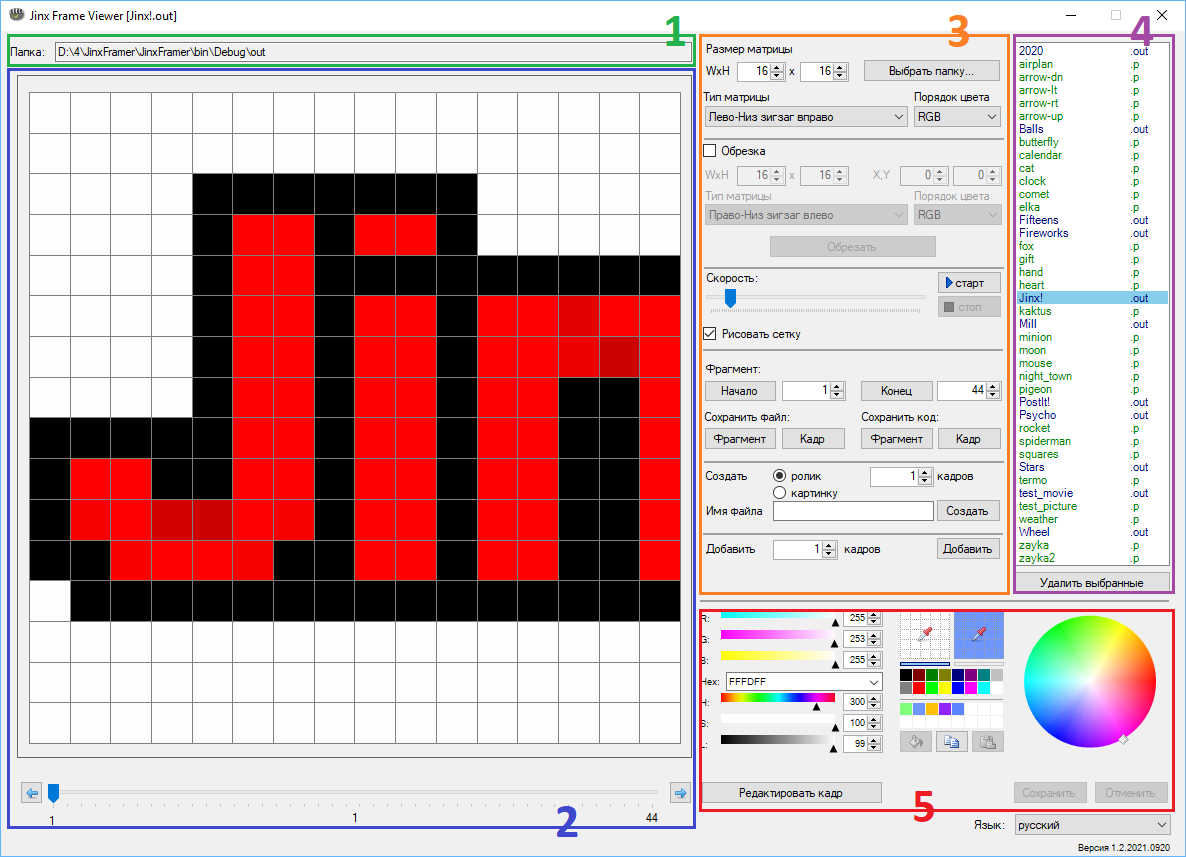 Jinx Frame Viewer [Jinx!.out]
1
Папка: D:\4\JinxFramer\JinxFramer\bin\Debug\out
3
Размер матрицы
WxH 16 x 16 Выбрать папку...
Тип матрицы Порядок цвета
Лево-Низ зигзаг вправо RGB
Обрезка
WxH 16 x 16 X,Y 0 0
Тип матрицы Порядок цвета
Право-Низ зигзаг влево RGB
Обрезать
Скорость:
старт
стоп
Рисовать сетку
Фрагмент:
Начало 1 Конец 44
Сохранить файл: Сохранить код:
Фрагмент Кадр Фрагмент Кадр
Создать ролик 1 кадров
картинку
Имя файла Создать
Добавить 1 кадров Добавить
4
2020 .out
airplan .p
arrow-dn .p
arrow-lt .p
arrow-rt .p
arrow-up .p
Balls .out
butterfly .p
calendar .p
cat .p
clock .p
comet .p
elka .p
Fifteens .out
Fireworks .out
fox .p
gift .p
hand .p
heart .p
Jinx! .out
kaktus .p
Mill .out
minion .p
moon .p
mouse .p
night_town .p
pigeon .p
PostIt! .out
Psycho .out
rocket .p
spiderman .p
squares .p
Stars .out
termo .p
test_movie .out
test_picture .p
weather .p
Wheel .out
zayka .p
zayka2 .p
Удалить выбранные
1 1 44
2
R: 255
G: 253
B: 255
Hex: FFFDFF
H: 300
S: 100
L: 99
Редактировать кадр
5
Сохранить Отменить
Язык: русский
Версия 1.2.2021.0920